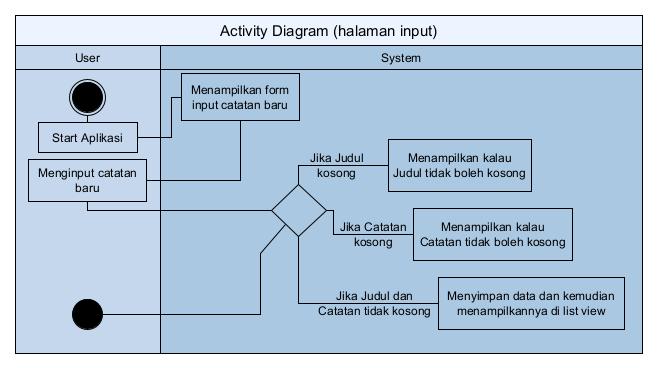 Activity Diagram (halaman input)
User
System
Menampilkan form
input catatan baru
Start Aplikasi
Menginput catatan
baru
Jika Judul
kosong
Menampilkan kalau
Judul tidak boleh kosong
Jika Catatan
kosong
Menampilkan kalau
Catatan tidak boleh kosong
Jika Judul dan
Catatan tidak kosong
Menyimpan data dan kemudian
menampilkannya di list view